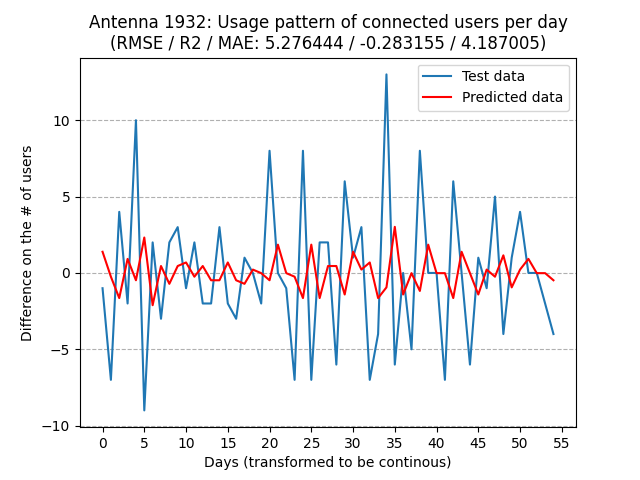 Antenna 1932: Usage pattern of connected users per day
(RMSE / R2 / MAE: 5.276444 / -0.283155 / 4.187005)
Test data
Predicted data
10
5
0
−5
−10
Difference on the # of users
0 5 10 15 20 25 30 35 40 45 50 55
Days (transformed to be continous)